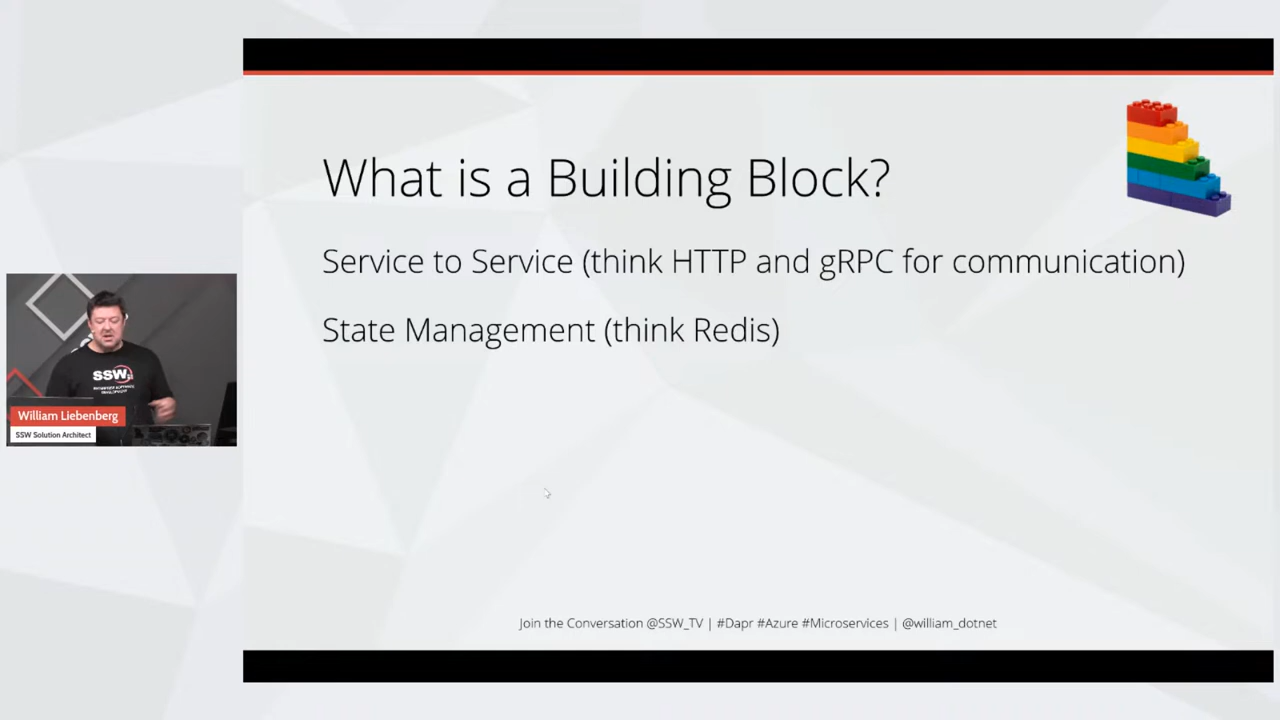 What is a Building Block?
Service to Service (think HTTP and gRPC for communication)
State Management (think Redis)
SSW
William Liebenberg
SSW Solution Architect
Join the Conversation @SSW_TV | #Dapr #Azure #Microservices | @william_dotnet